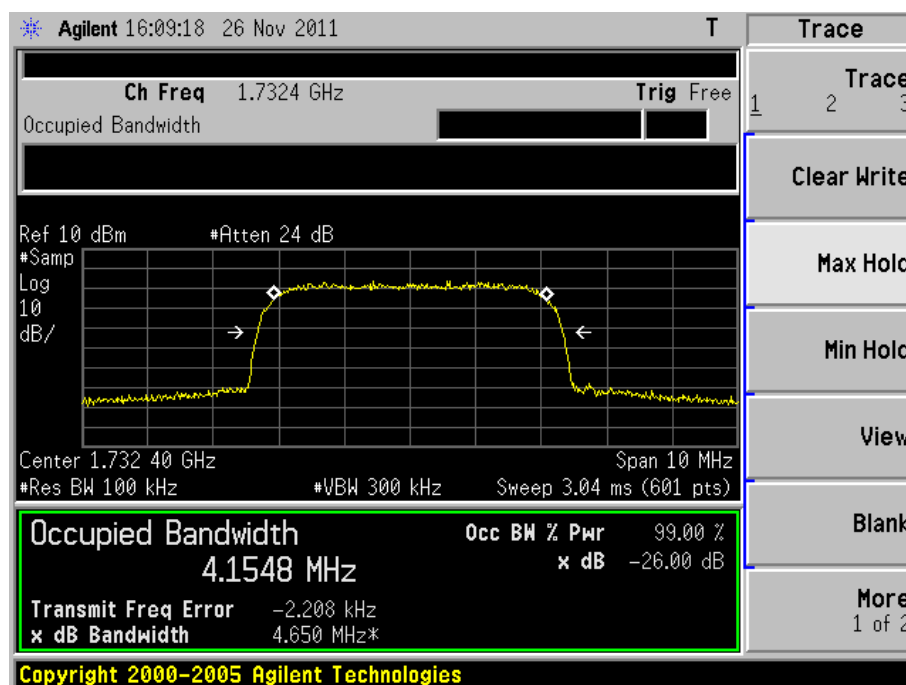 Agilent 16:09:18 26 Nov 2011 T
Trace
Ch Freq 1.7324 GHz Trig Free
Occupied Bandwidth
Trace
1 2 3
Clear Write
Max Hold
Min Hold
View
Blank
More
1 of 2
Ref 10 dBm #Atten 24 dB
#Samp
Log
10
dB/
Center 1.732 40 GHz Span 10 MHz
#Res BW 100 kHz #VBW 300 kHz Sweep 3.04 ms (601 pts)
Occupied Bandwidth
4.1548 MHz
Occ BW % Pwr 99.00 %
x dB -26.00 dB
Transmit Freq Error -2.208 kHz
x dB Bandwidth 4.650 MHz*
Copyright 2000-2005 Agilent Technologies